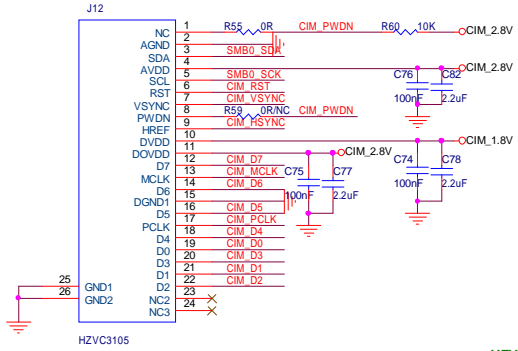 J12
NC 1 R55 0R CIM_PWDN R60 10K CIM_2.8V
AGND 2
SDA 3 SMB0_SDA
AVDD 4 CIM_2.8V
SCL 5 SMB0_SCK
RST 6 CIM_RST
VSYNC 7 CIM_VSYNC
PWDN 8 R59 0R/NC CIM_PWDN
HREF 9 CIM_HSYNC
C76 C82
100nF 2.2uF
DVDD 10 CIM_1.8V
DOVDD 11 CIM_2.8V
D7 12 CIM_D7
MCLK 13 CIM_MCLK
D6 14 CIM_D6
DGND1 15
D5 16 CIM_D5
PCLK 17 CIM_PCLK
D4 18 CIM_D4
D0 19 CIM_D0
D3 20 CIM_D3
D1 21 CIM_D1
D2 22 CIM_D2
NC2 23
NC3 24
C75 C77
100nF 2.2uF
C74 C78
100nF 2.2uF
25 GND1
26 GND2
HZVC3105